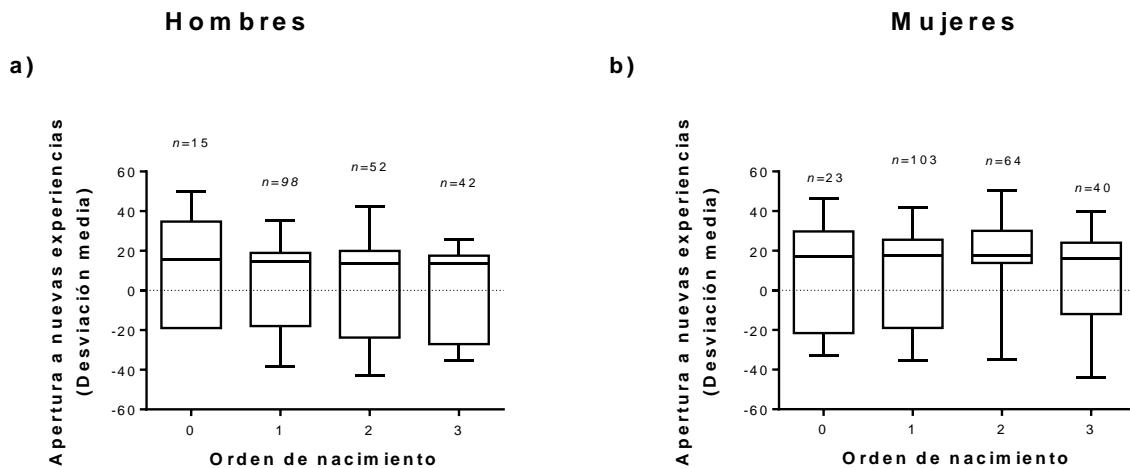 Hombres
a)
Apertura a nuevas experiencias
(Desviación media)
n=15
n=98
n=52
n=42
60
40
20
0
-20
-40
-60
0 1 2 3
Orden de nacimiento
Mujeres
b)
Apertura a nuevas experiencias
(Desviación media)
n=23
n=103
n=64
n=40
60
40
20
0
-20
-40
-60
0 1 2 3
Orden de nacimiento